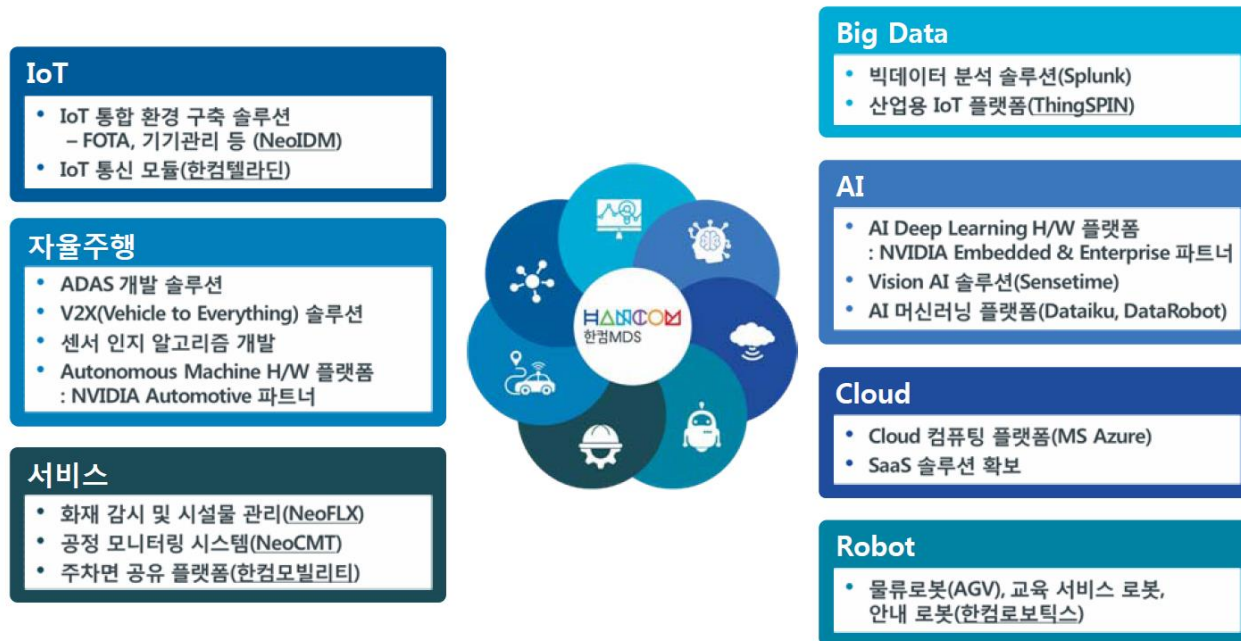 IoT
• IoT 통합 환경 구축 솔루션
– FOTA, 기기관리 등 (NeoIDM)
• IoT 통신 모듈(한컴텔라딘)
자율주행
• ADAS 개발 솔루션
• V2X(Vehicle to Everything) 솔루션
• 센서 인지 알고리즘 개발
• Autonomous Machine H/W 플랫폼
: NVIDIA Automotive 파트너
서비스
• 화재 감시 및 시설물 관리(NeoFLX)
• 공정 모니터링 시스템(NeoCMT)
• 주차면 공유 플랫폼(한컴모빌리티)
HANCOM
한컴MDS
Big Data
• 빅데이터 분석 솔루션(Splunk)
• 산업용 IoT 플랫폼(ThingSPIN)
AI
• AI Deep Learning H/W 플랫폼
: NVIDIA Embedded & Enterprise 파트너
• Vision AI 솔루션(Sensetime)
• AI 머신러닝 플랫폼(Dataiku, DataRobot)
Cloud
• Cloud 컴퓨팅 플랫폼(MS Azure)
• SaaS 솔루션 확보
Robot
• 물류로봇(AGV), 교육 서비스 로봇,
안내 로봇(한컴로보틱스)